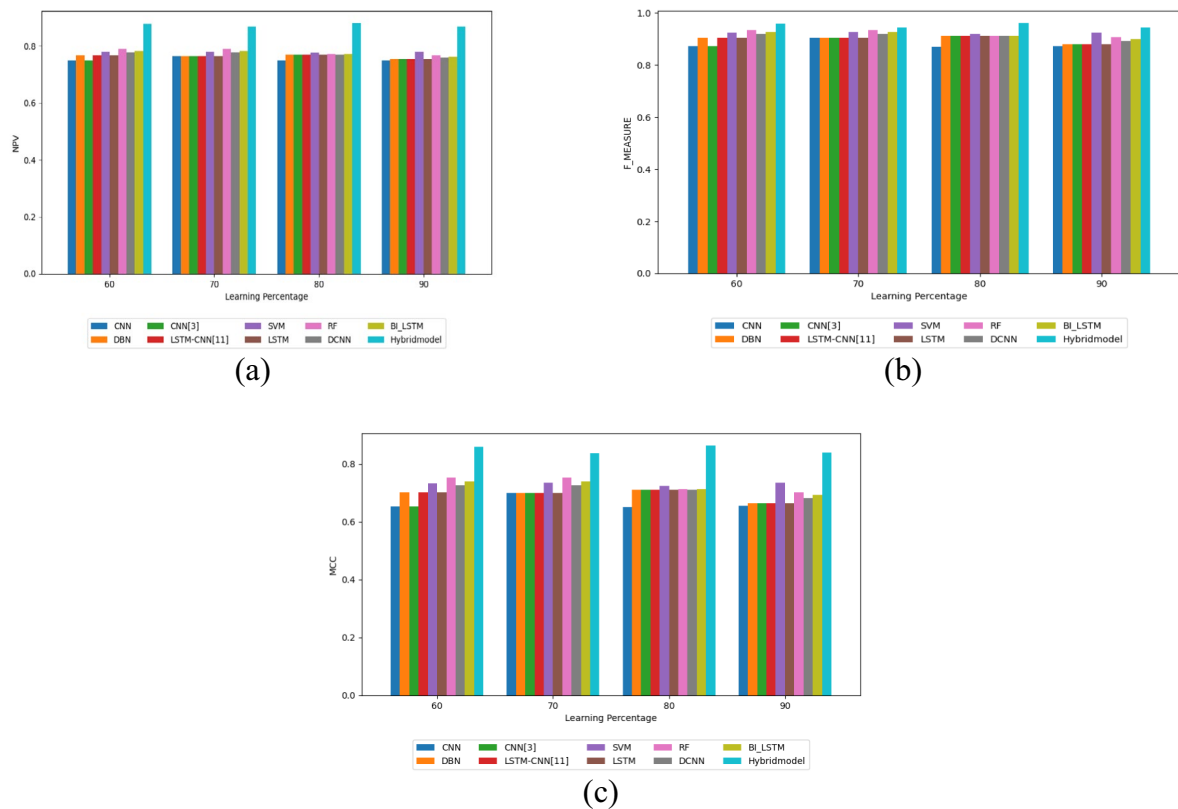 0.8
0.6
0.4
0.2
0.0
NPV
60 70 80 90
Learning Percentage
CNN CNN[3] SVM RF BI_LSTM
DBN LSTM-CNN[11] LSTM DCNN Hybridmodel
(a)
1.0
0.8
0.6
0.4
0.2
0.0
F_MEASURE
60 70 80 90
Learning Percentage
CNN CNN[3] SVM RF BI_LSTM
DBN LSTM-CNN[11] LSTM DCNN Hybridmodel
(b)
0.8
0.6
0.4
0.2
0.0
MCC
60 70 80 90
Learning Percentage
CNN CNN[3] SVM RF BI_LSTM
DBN LSTM-CNN[11] LSTM DCNN Hybridmodel
(c)